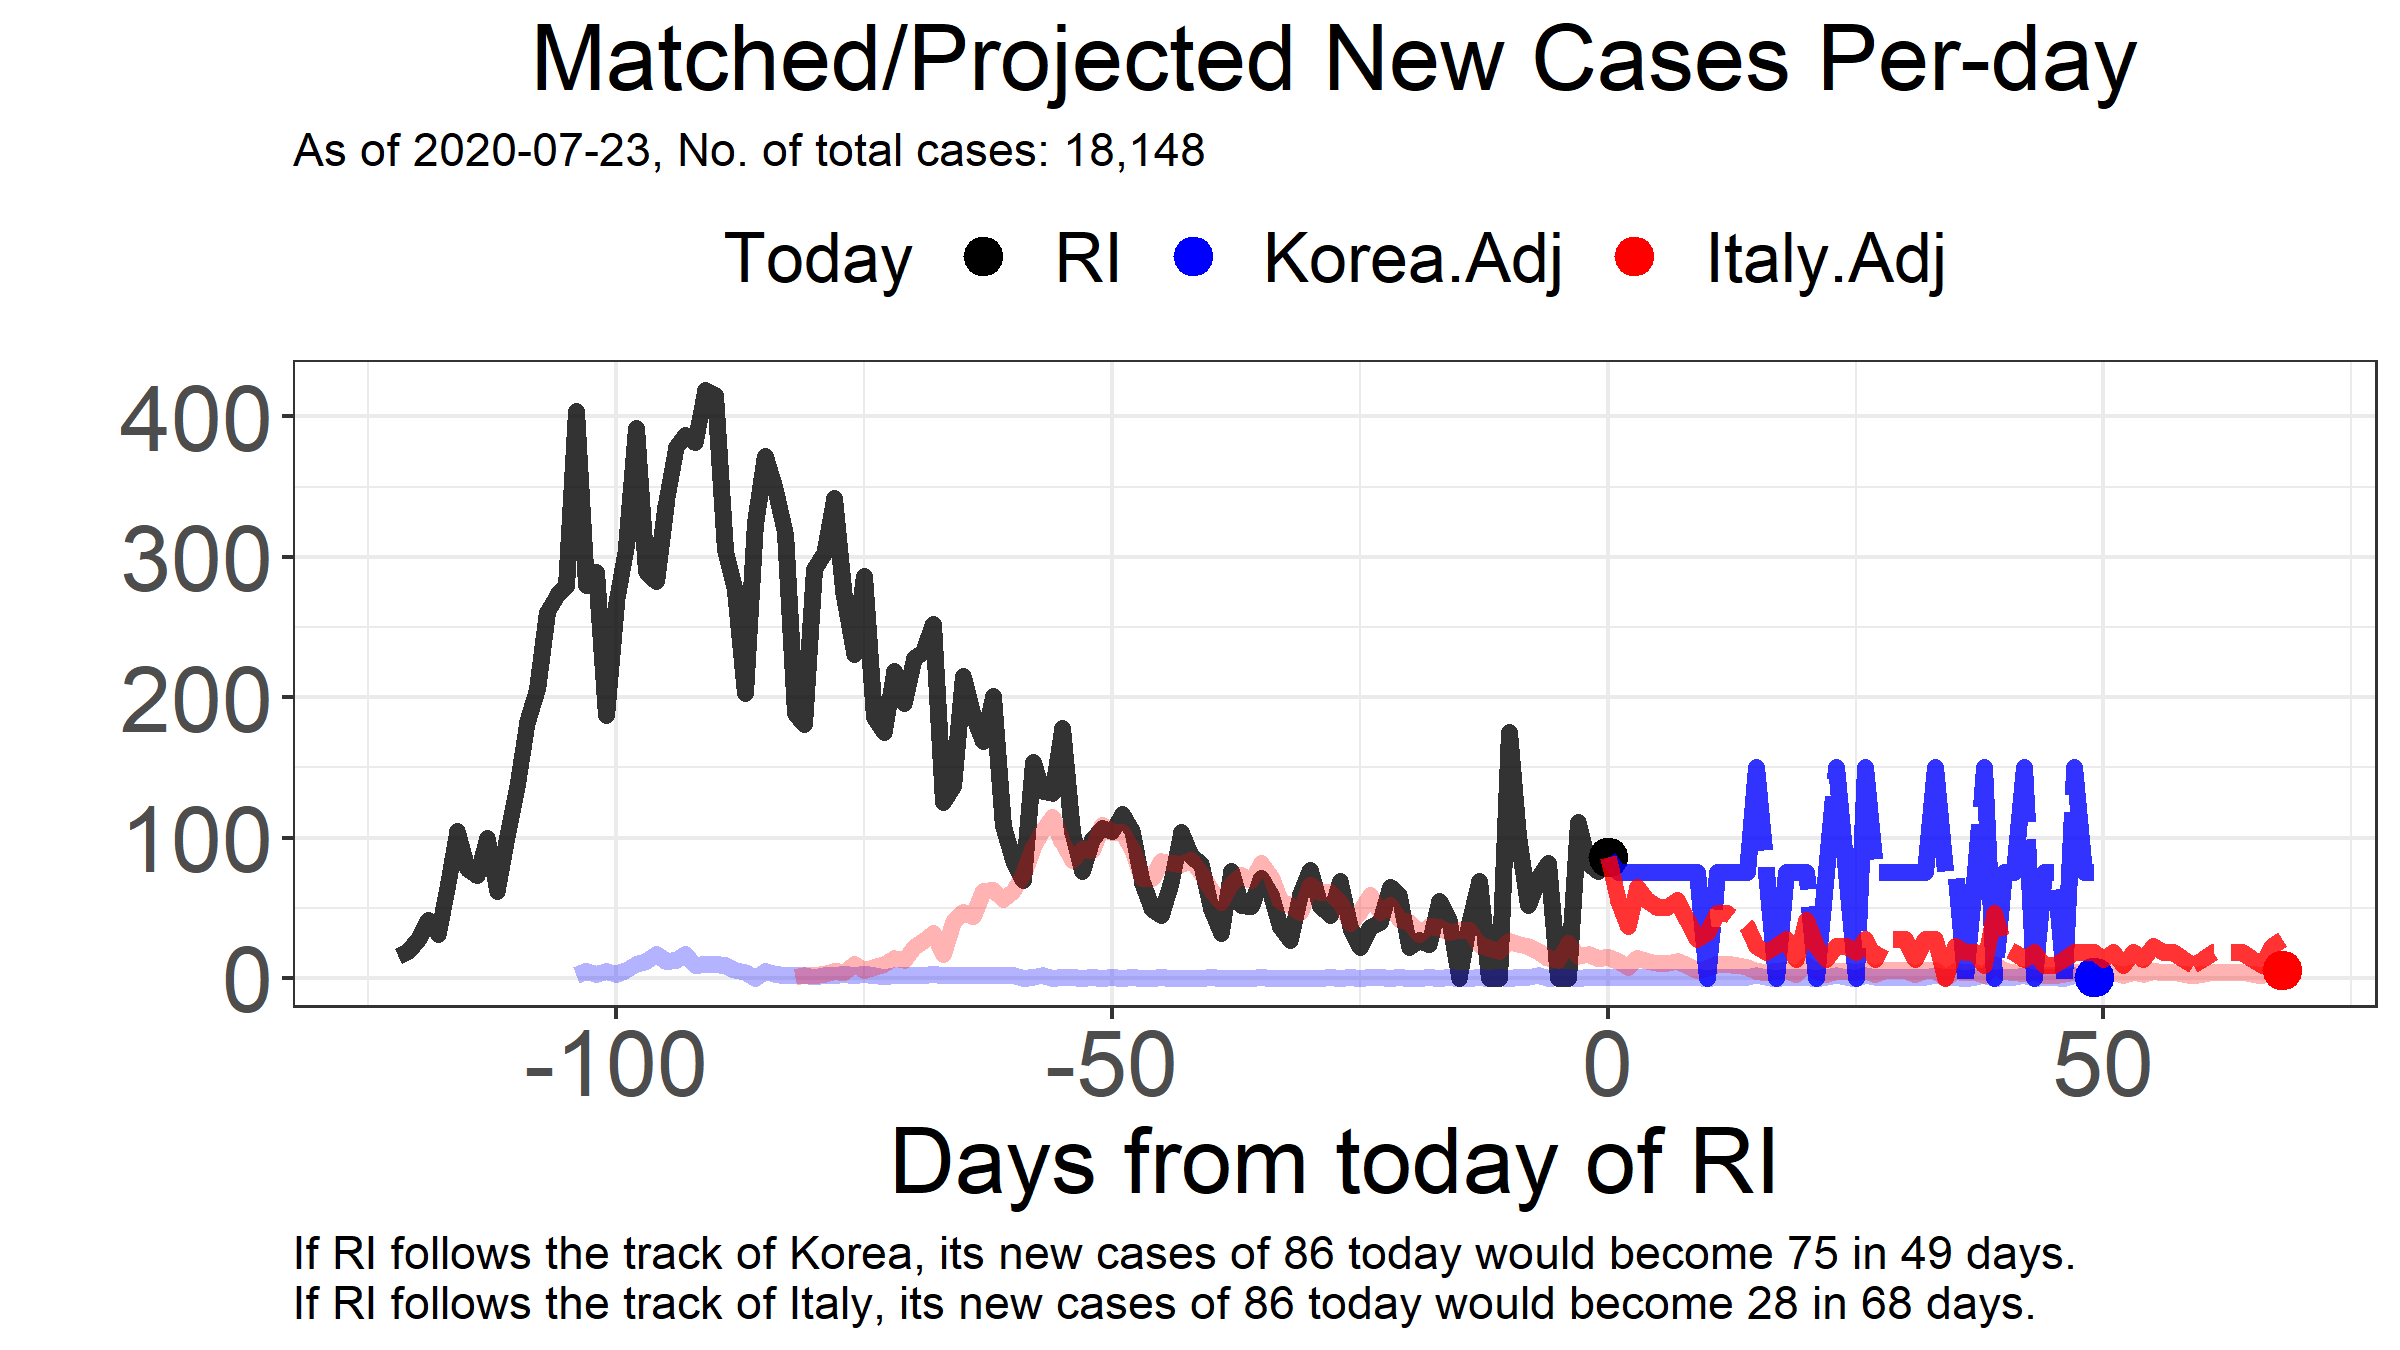 Matched/Projected New Cases Per-day
As of 2020-07-23, No. of total cases: 18,148
Today RI Korea.Adj Italy.Adj
400
300
200
100
0
-100 -50 0 50
Days from today of RI
If RI follows the track of Korea, its new cases of 86 today would become 75 in 49 days.
If RI follows the track of Italy, its new cases of 86 today would become 28 in 68 days.